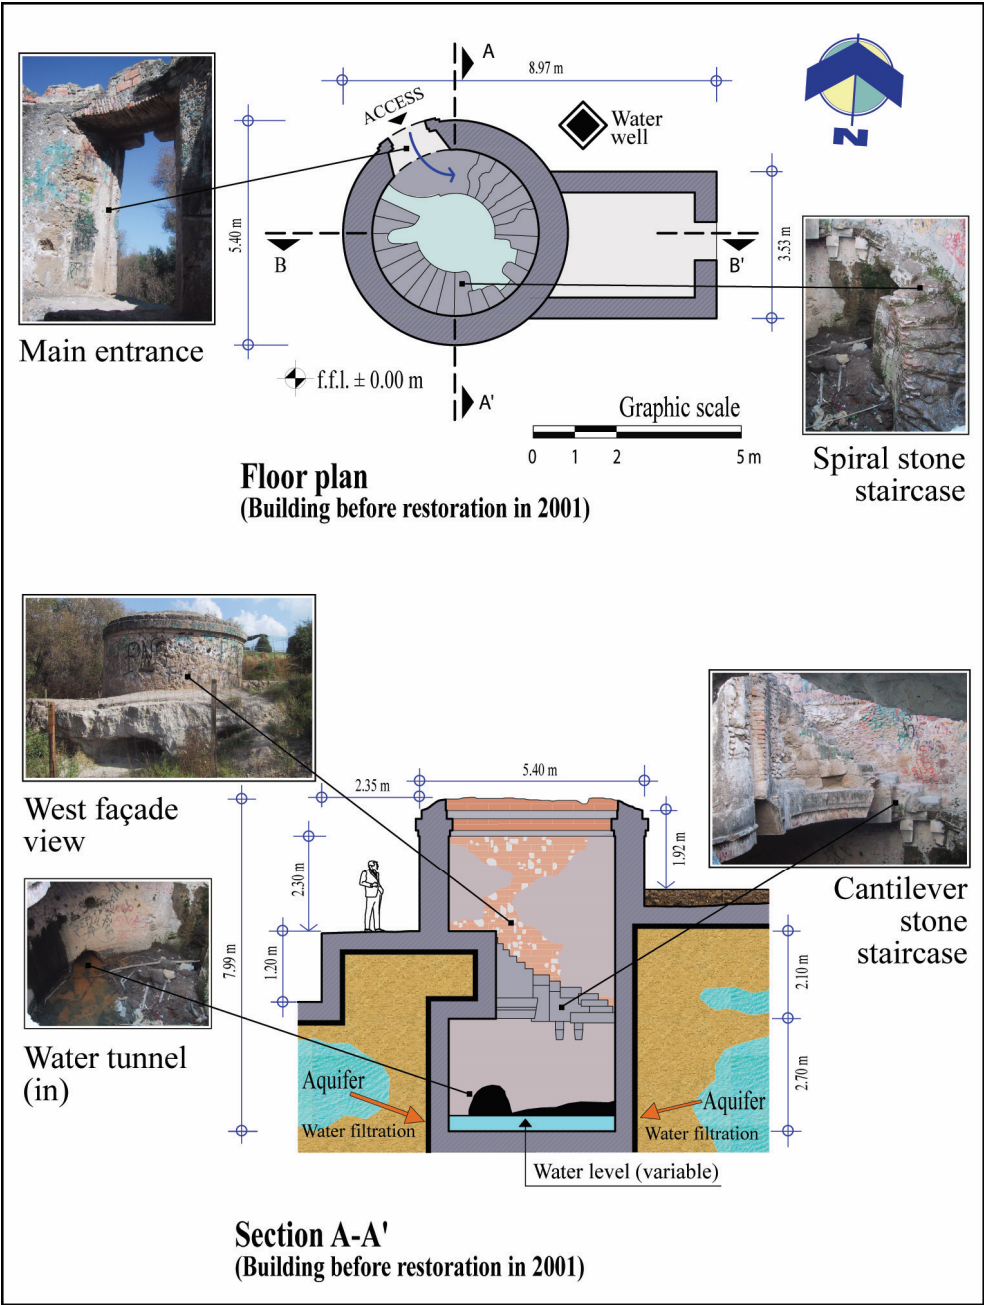 A
8.97 m
ACCESS
Water
well
N
5.40 m
3.53 m
B
B'
Main entrance
f.f.l. ± 0.00 m
A'
Graphic scale
0 1 2 5 m
Spiral stone
staircase
Floor plan
(Building before restoration in 2001)
5.40 m
2.35 m
West façade
view
2.30 m
1.92 m
Cantilever
stone
staircase
7.99 m
1.20 m
2.10 m
Water tunnel
(in)
2.70 m
Aquifer
Aquifer
Water filtration
Water filtration
Water level (variable)
Section A-A'
(Building before restoration in 2001)